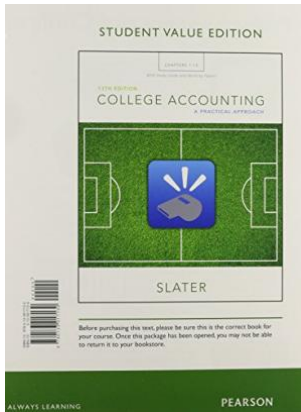 STUDENT VALUE EDITION
COLLEGE ACCOUNTING
A PRACTICAL APPROACH
SLATER
Before purchasing this text, please be sure this is the correct book for
your course. Once this package has been opened, you may not be able
to return it to your bookstore.
ALWAYS LEARNING
PEARSON